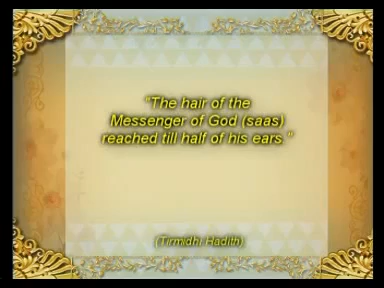 "The hair of the
Messenger of God (saas)
reached till half of his ears."
(Tirmidhi Hadith)